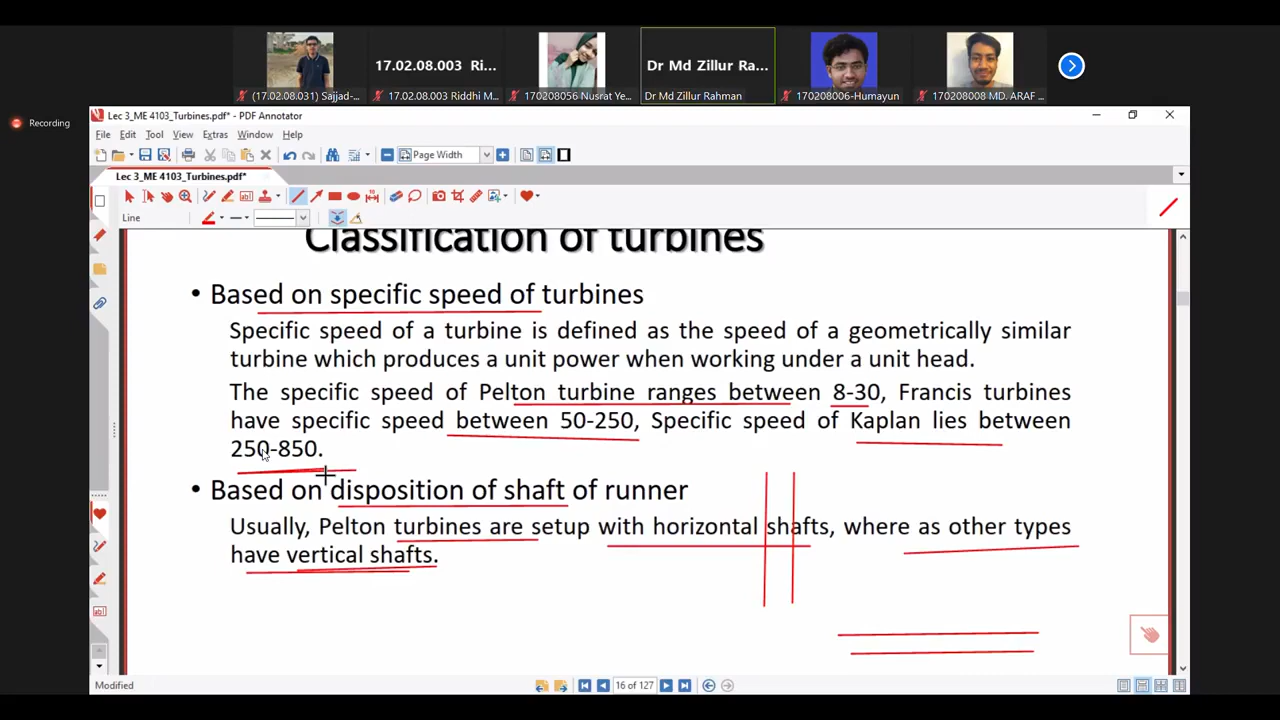 17.02.08.003 Ri...
Dr Md Zillur Ra...
(17.02.08.031) Sajjad-...
17.02.08.003 Riddhi M...
170208056 Nusrat Ye...
Dr Md Zillur Rahman
170208006-Humayun
170208008 MD. ARAF ...
Recording
Lec 3_ME 4103_Turbines.pdf* - PDF Annotator
File Edit Tool View Extras Window Help
Page Width
Lec 3_ME 4103_Turbines.pdf*
Line
Classification of turbines
• Based on specific speed of turbines
Specific speed of a turbine is defined as the speed of a geometrically similar
turbine which produces a unit power when working under a unit head.
The specific speed of Pelton turbine ranges between 8-30, Francis turbines
have specific speed between 50-250, Specific speed of Kaplan lies between
250-850.
• Based on disposition of shaft of runner
Usually, Pelton turbines are setup with horizontal shafts, where as other types
have vertical shafts.
Modified
16 of 127